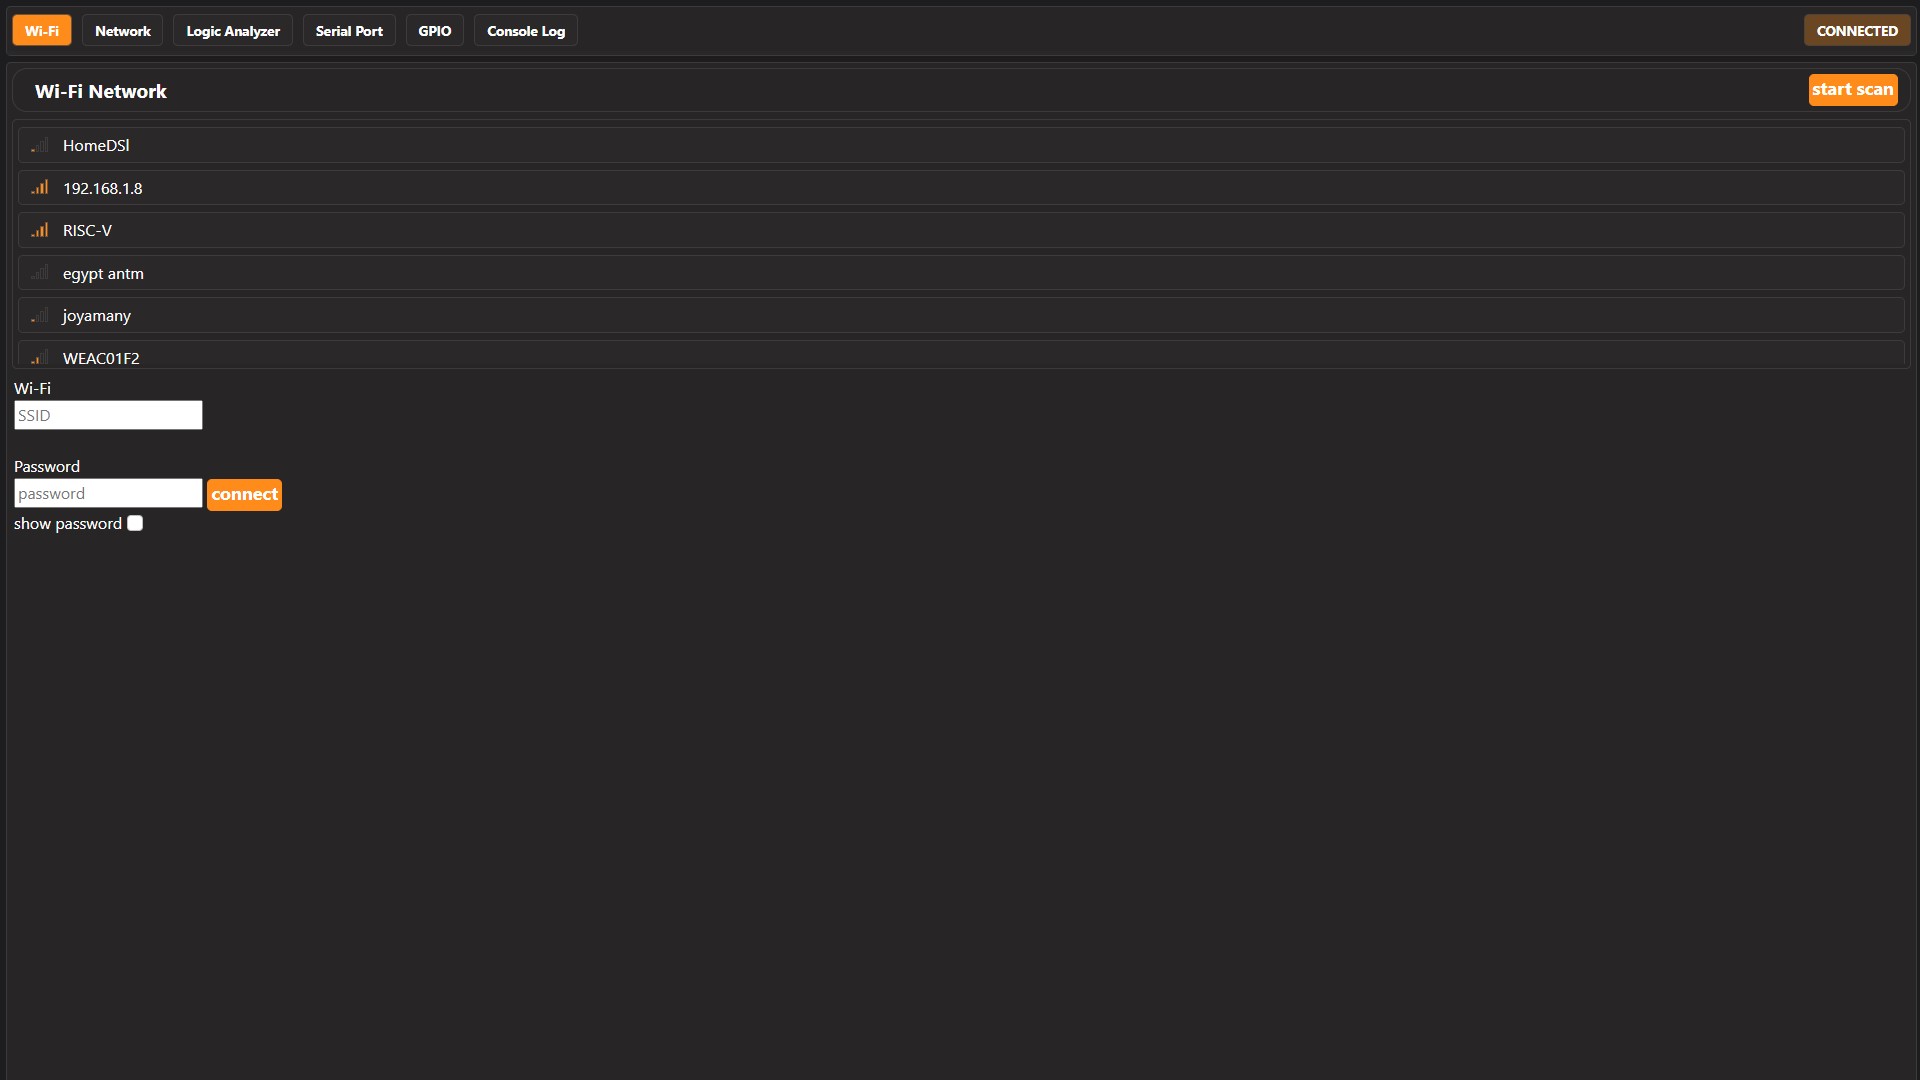 Wi-Fi Network Logic Analyzer Serial Port GPIO Console Log CONNECTED
Wi-Fi Network start scan
HomeDSl
192.168.1.8
RISC-V
egypt antm
joyamany
WEAC01F2
Wi-Fi
SSID
Password
password connect
show password